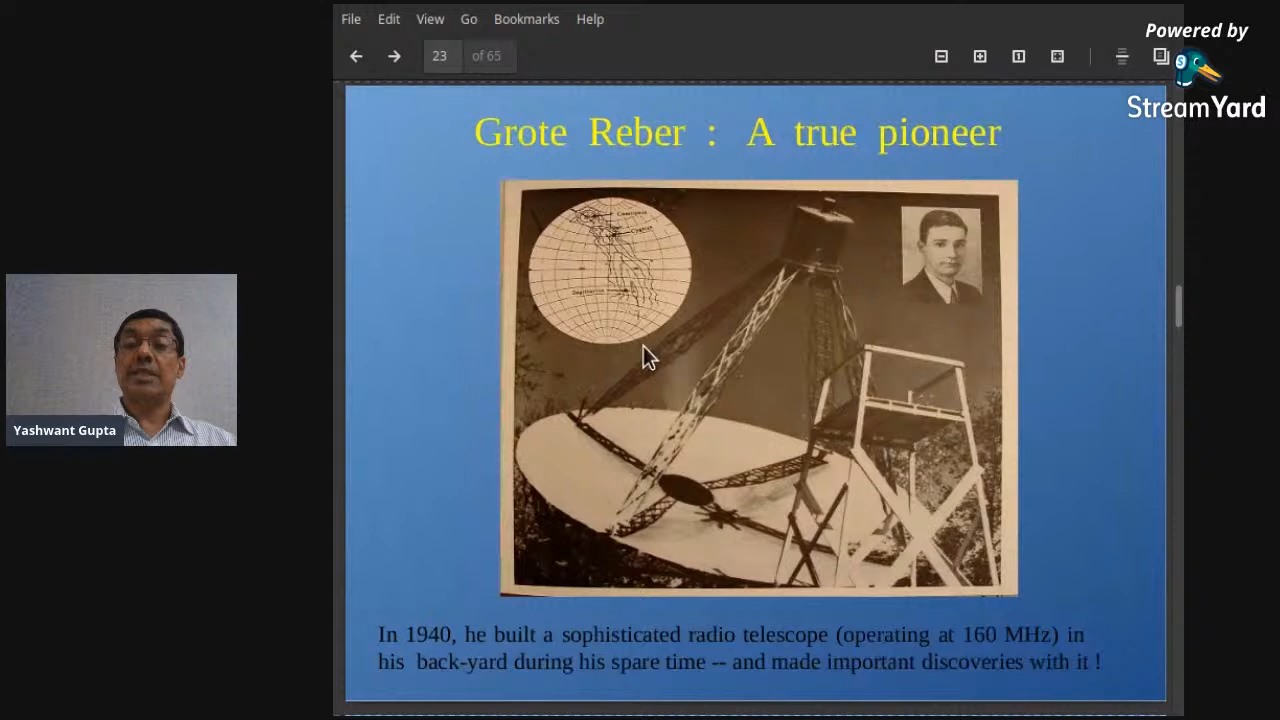 File Edit View Go Bookmarks Help
23 of 65
Powered by
StreamYard
Grote Reber : A true pioneer
Cygnus
Sagittarius
Yashwant Gupta
In 1940, he built a sophisticated radio telescope (operating at 160 MHz) in
his back-yard during his spare time -- and made important discoveries with it !